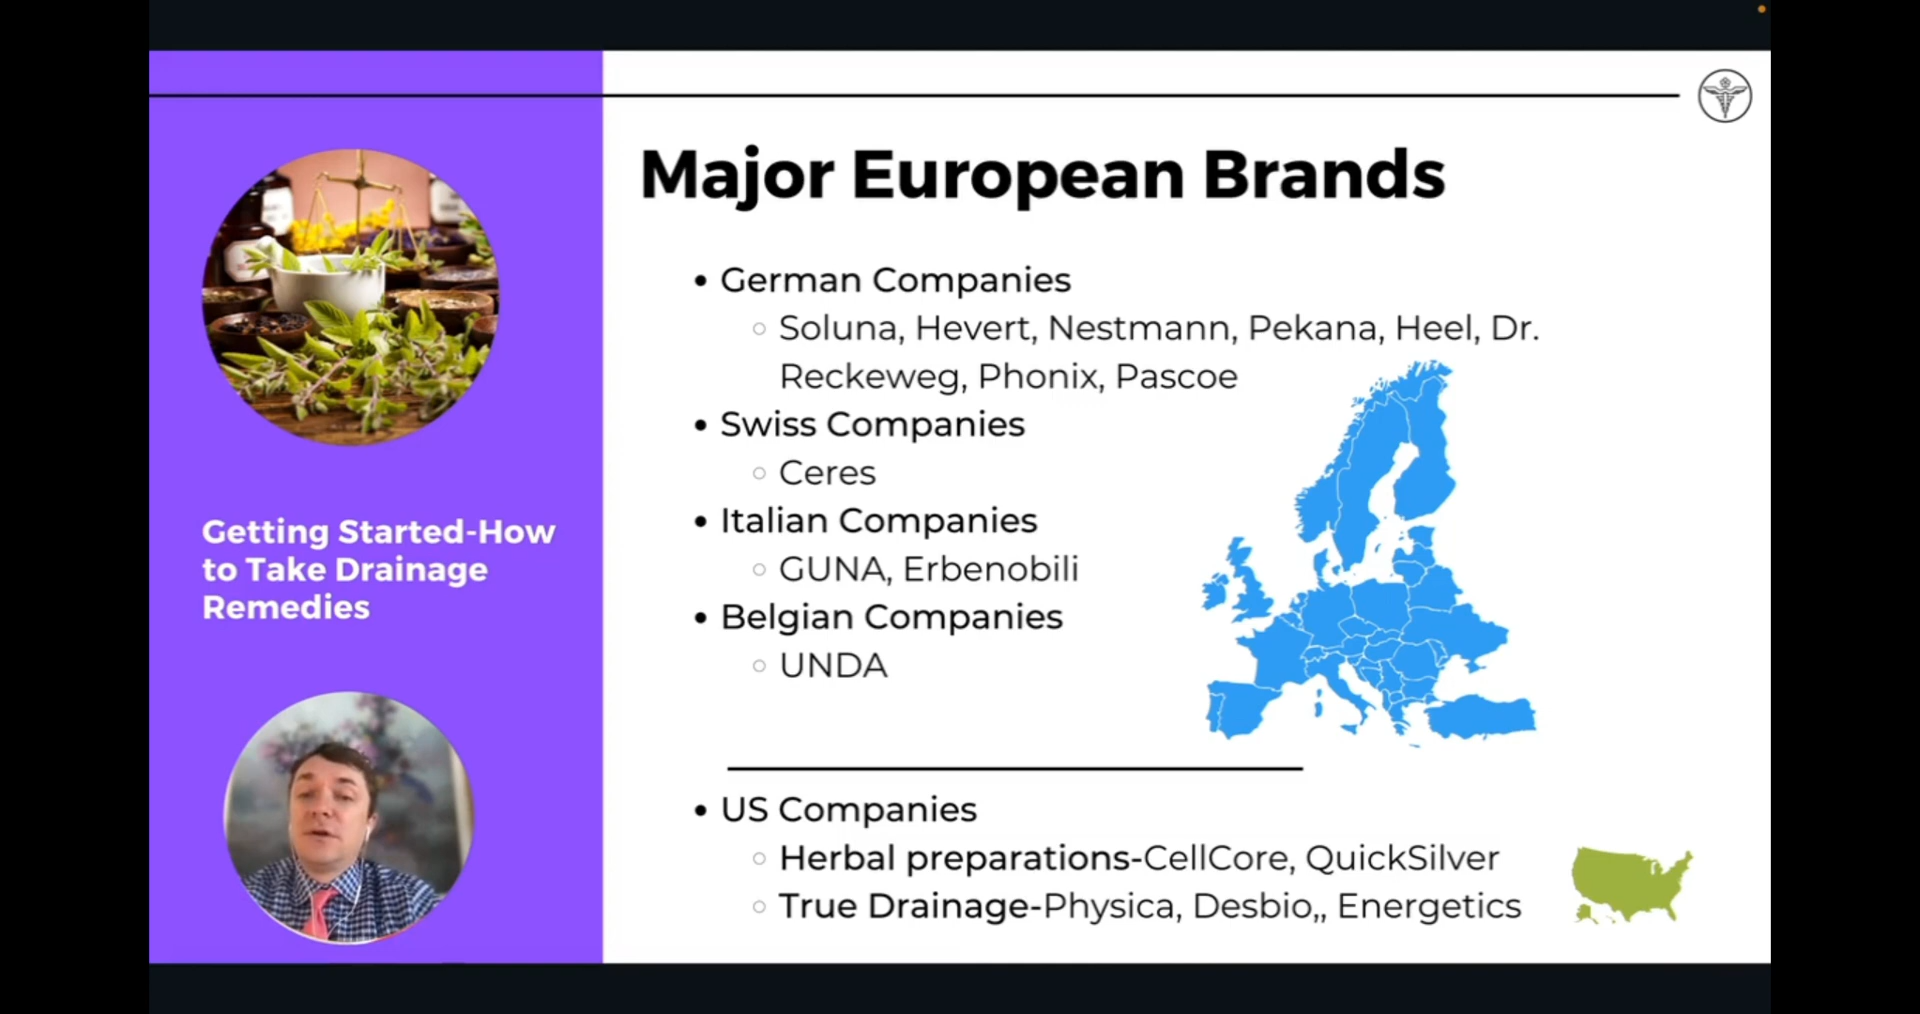 Major European Brands
• German Companies
○ Soluna, Hevert, Nestmann, Pekana, Heel, Dr.
Reckeweg, Phonix, Pascoe
• Swiss Companies
○ Ceres
• Italian Companies
○ GUNA, Erbenobili
• Belgian Companies
○ UNDA
• US Companies
○ Herbal preparations-CellCore, QuickSilver
○ True Drainage-Physica, Desbio,, Energetics
Getting Started-How
to Take Drainage
Remedies